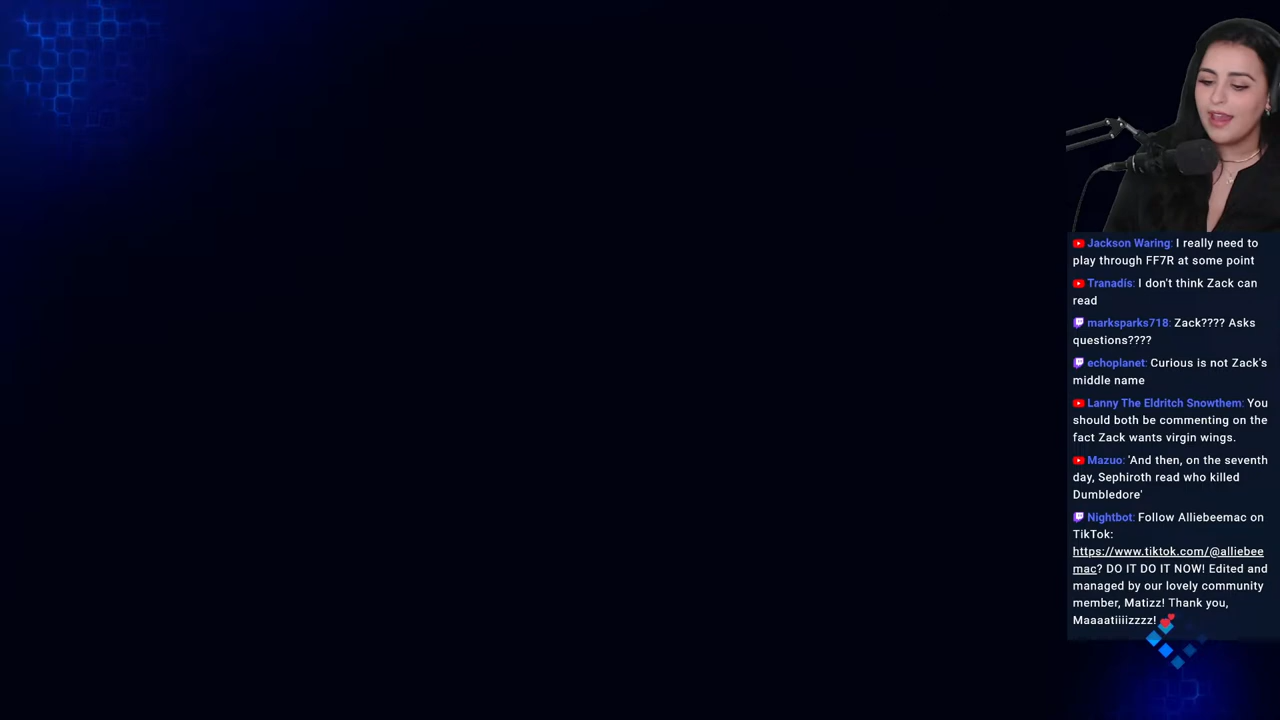 Jackson Waring: I really need to
play through FF7R at some point
Tranadís: I don't think Zack can
read
marksparks718: Zack???? Asks
questions????
echoplanet: Curious is not Zack's
middle name
Lanny The Eldritch Snowthem: You
should both be commenting on the
fact Zack wants virgin wings.
Mazuo: 'And then, on the seventh
day, Sephiroth read who killed
Dumbledore'
Nightbot: Follow Alliebeemac on
TikTok:
https://www.tiktok.com/@alliebee
mac? DO IT DO IT NOW! Edited and
managed by our lovely community
member, Matizz! Thank you,
Maaaatiiiizzzz! 💕